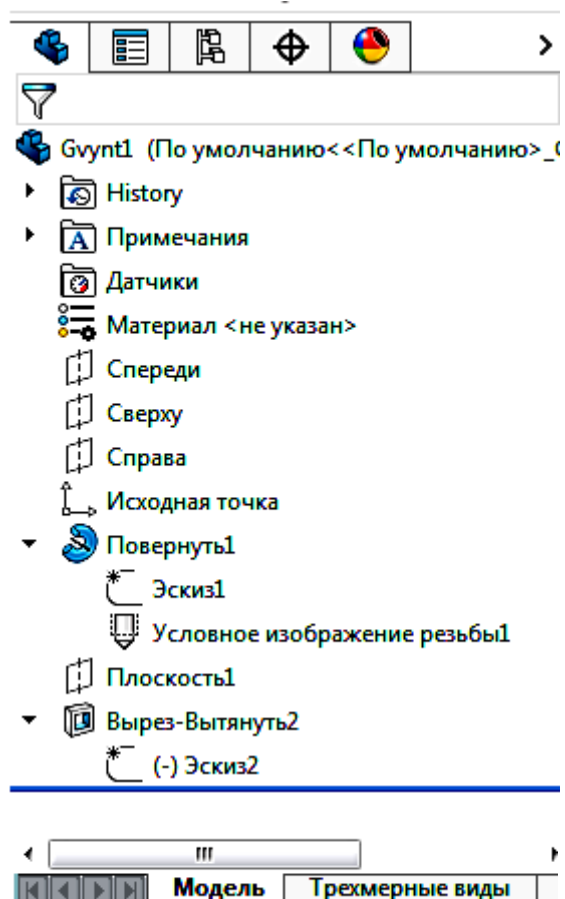 Gvynt1 (По умолчанию<<По умолчанию>_
History
Примечания
Датчики
Материал <не указан>
Спереди
Сверху
Справа
Исходная точка
Повернуть1
Эскиз1
Условное изображение резьбы1
Плоскость1
Вырез-Вытянуть2
(-) Эскиз2
Модель Трехмерные виды